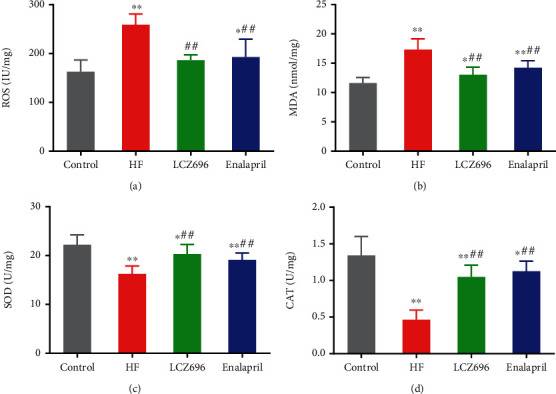 300
200
100
0
ROS (IU/mg)
**
##
*##
Control HF LCZ696 Enalapril
(a)
25
20
15
10
5
0
MDA (nmol/mg)
**
*##
**##
Control HF LCZ696 Enalapril
(b)
30
20
10
0
SOD (U/mg)
**
*##
**##
Control HF LCZ696 Enalapril
(c)
2.0
1.5
1.0
0.5
0.0
CAT (U/mg)
**
**##
*##
Control HF LCZ696 Enalapril
(d)